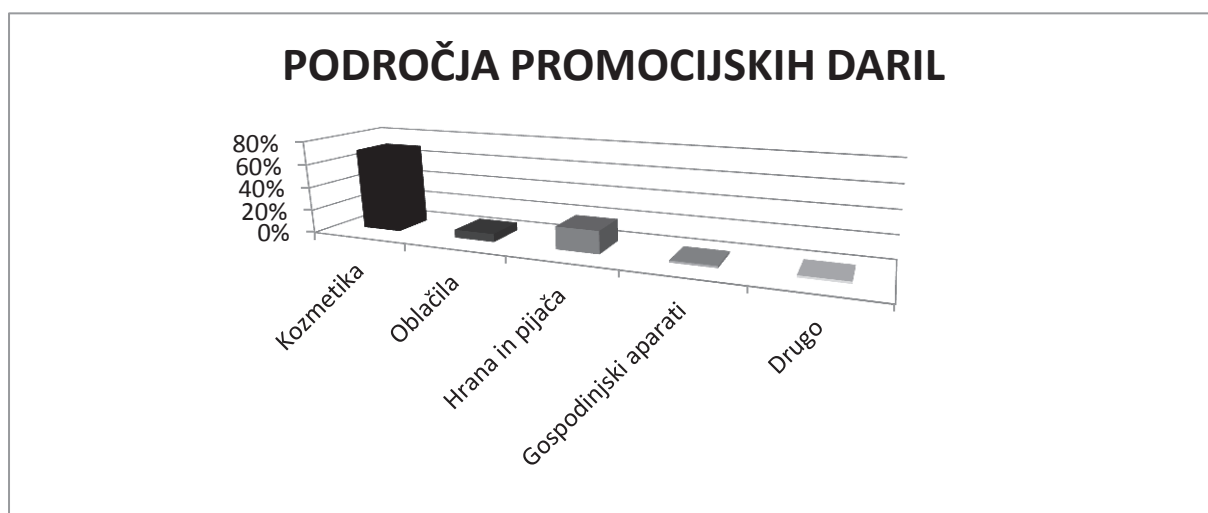 PODROČJA PROMOCIJSKIH DARIL
80%
60%
40%
20%
0%
Kozmetika
Oblačila
Hrana in pijača
Gospodinjski aparati
Drugo